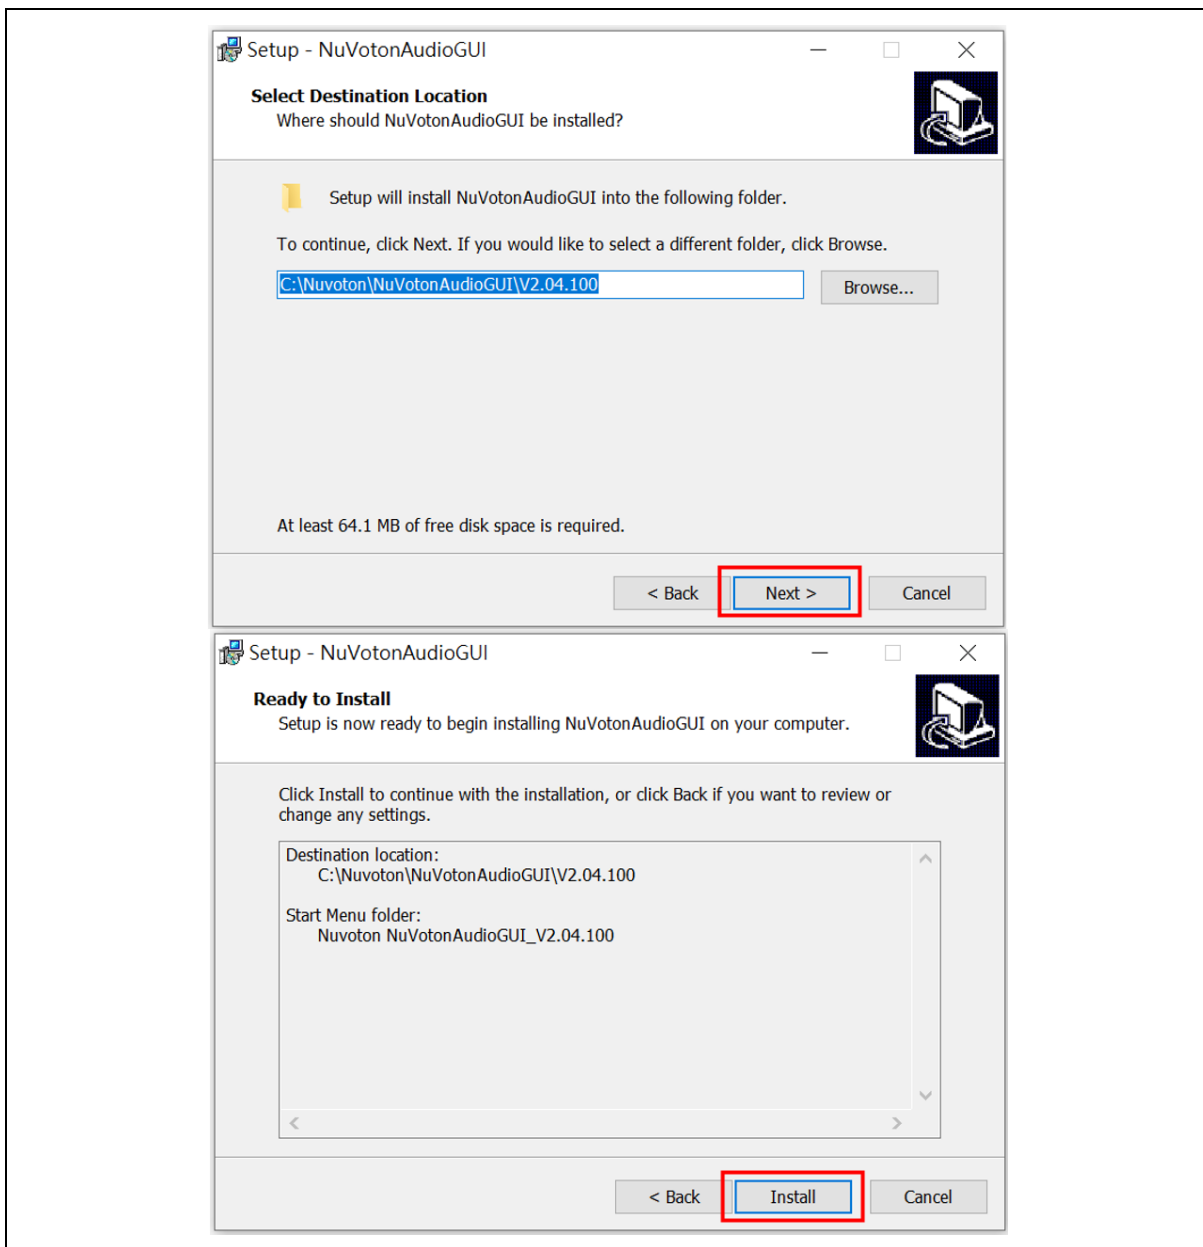 Setup - NuVotonAudioGUI
Select Destination Location
Where should NuVotonAudioGUI be installed?
Setup will install NuVotonAudioGUI into the following folder.
To continue, click Next. If you would like to select a different folder, click Browse.
C:\Nuvoton\NuVotonAudioGUI\V2.04.100
Browse...
At least 64.1 MB of free disk space is required.
< Back
Next >
Cancel
Setup - NuVotonAudioGUI
Ready to Install
Setup is now ready to begin installing NuVotonAudioGUI on your computer.
Click Install to continue with the installation, or click Back if you want to review or
change any settings.
Destination location:
C:\Nuvoton\NuVotonAudioGUI\V2.04.100
Start Menu folder:
Nuvoton NuVotonAudioGUI_V2.04.100
< Back
Install
Cancel